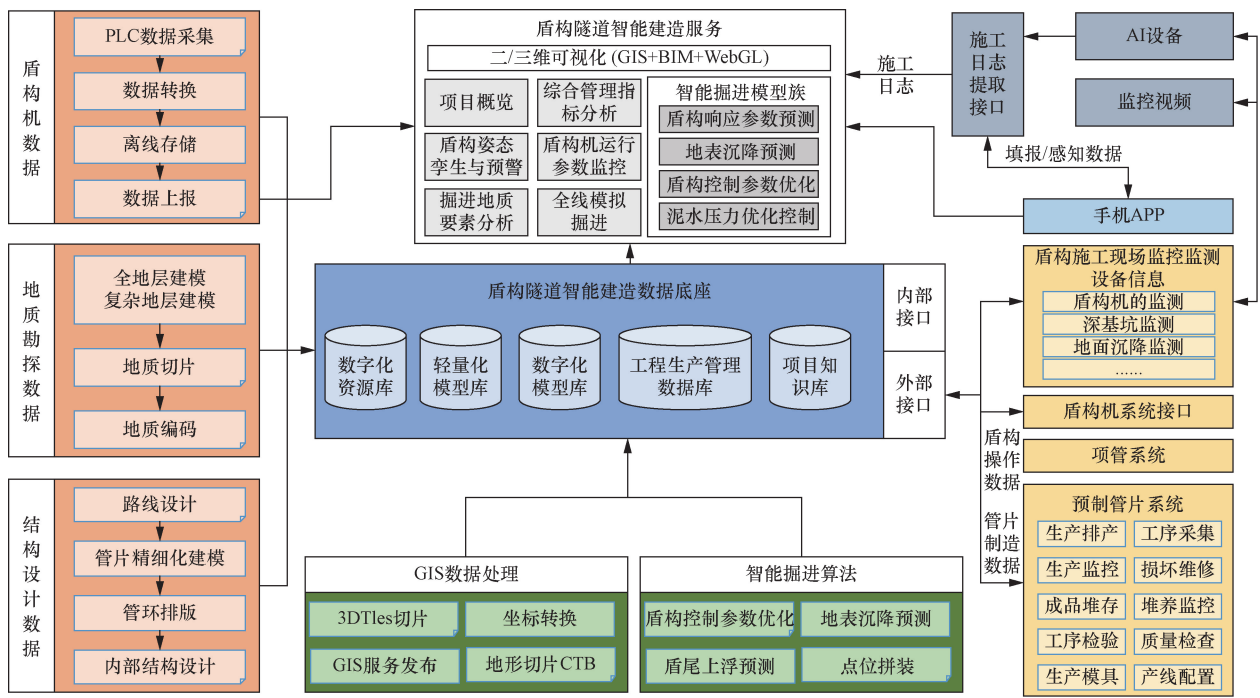 盾构机数据
PLC数据采集
数据转换
离线存储
数据上报
地质勘探数据
全地层建模
复杂地层建模
地质切片
地质编码
结构设计数据
路线设计
管片精细化建模
管环排版
内部结构设计
盾构隧道智能建造服务
二/三维可视化 (GIS+BIM+WebGL)
项目概览
综合管理指
标分析
盾构姿态
孪生与预警
盾构机运行
参数监控
掘进地质
要素分析
全线模拟
掘进
智能掘进模型族
盾构响应参数预测
地表沉降预测
盾构控制参数优化
泥水压力优化控制
盾构隧道智能建造数据底座
数字化
资源库
轻量化
模型库
数字化
模型库
工程生产管理
数据库
项目知
识库
内部
接口
外部
接口
GIS数据处理
3DTles切片
坐标转换
GIS服务发布
地形切片CTB
智能掘进算法
盾构控制参数优化
地表沉降预测
盾尾上浮预测
点位拼装
施工
日志
施工
日志
提取
接口
AI设备
监控视频
填报/感知数据
手机APP
盾构施工现场监控监测
设备信息
盾构机的监测
深基坑监测
地面沉降监测
......
盾构机系统接口
盾构
操作
数据
项管系统
管片
制造
数据
预制管片系统
生产排产
工序采集
生产监控
损坏维修
成品堆存
堆养监控
工序检验
质量检查
生产模具
产线配置